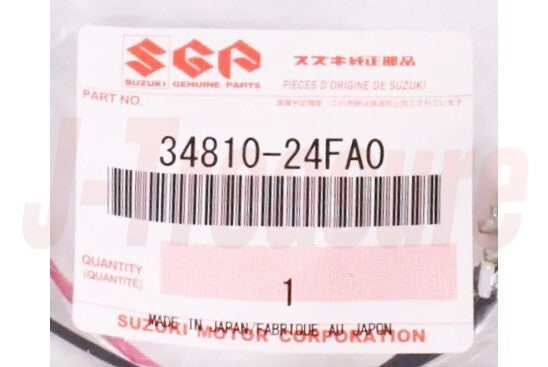 SGP スズキ純正部品
SUZUKI GENUINE PARTS PIÈCES D'ORIGINE DE SUZUKI
PART NO.
34810-24FA0
J-Treasure
QUANTITY
(QUANTITÉ)
1
MADE IN JAPAN/FABRIQUE AU JAPON
SUZUKI MOTOR CORPORATION